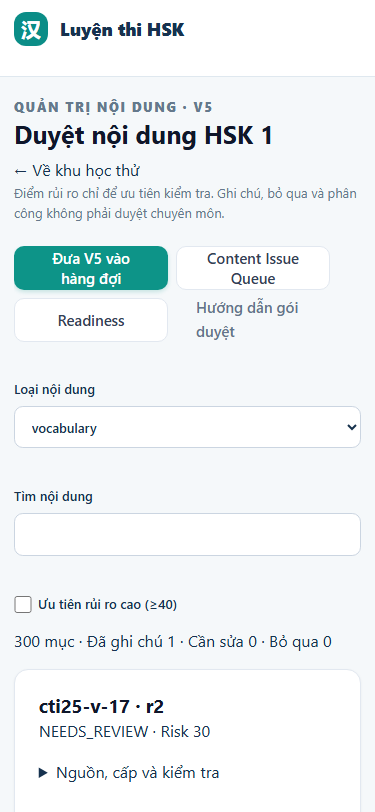 汉 Luyện thi HSK
QUẢN TRỊ NỘI DUNG · V5
Duyệt nội dung HSK 1
← Về khu học thử
Điểm rủi ro chỉ để ưu tiên kiểm tra. Ghi chú, bỏ qua và phân
công không phải duyệt chuyên môn.
Đưa V5 vào
hàng đợi
Content Issue
Queue
Readiness
Hướng dẫn gói
duyệt
Loại nội dung
vocabulary
Tìm nội dung
Ưu tiên rủi ro cao (≥40)
300 mục · Đã ghi chú 1 · Cần sửa 0 · Bỏ qua 0
cti25-v-17 · r2
NEEDS_REVIEW · Risk 30
▶ Nguồn, cấp và kiểm tra